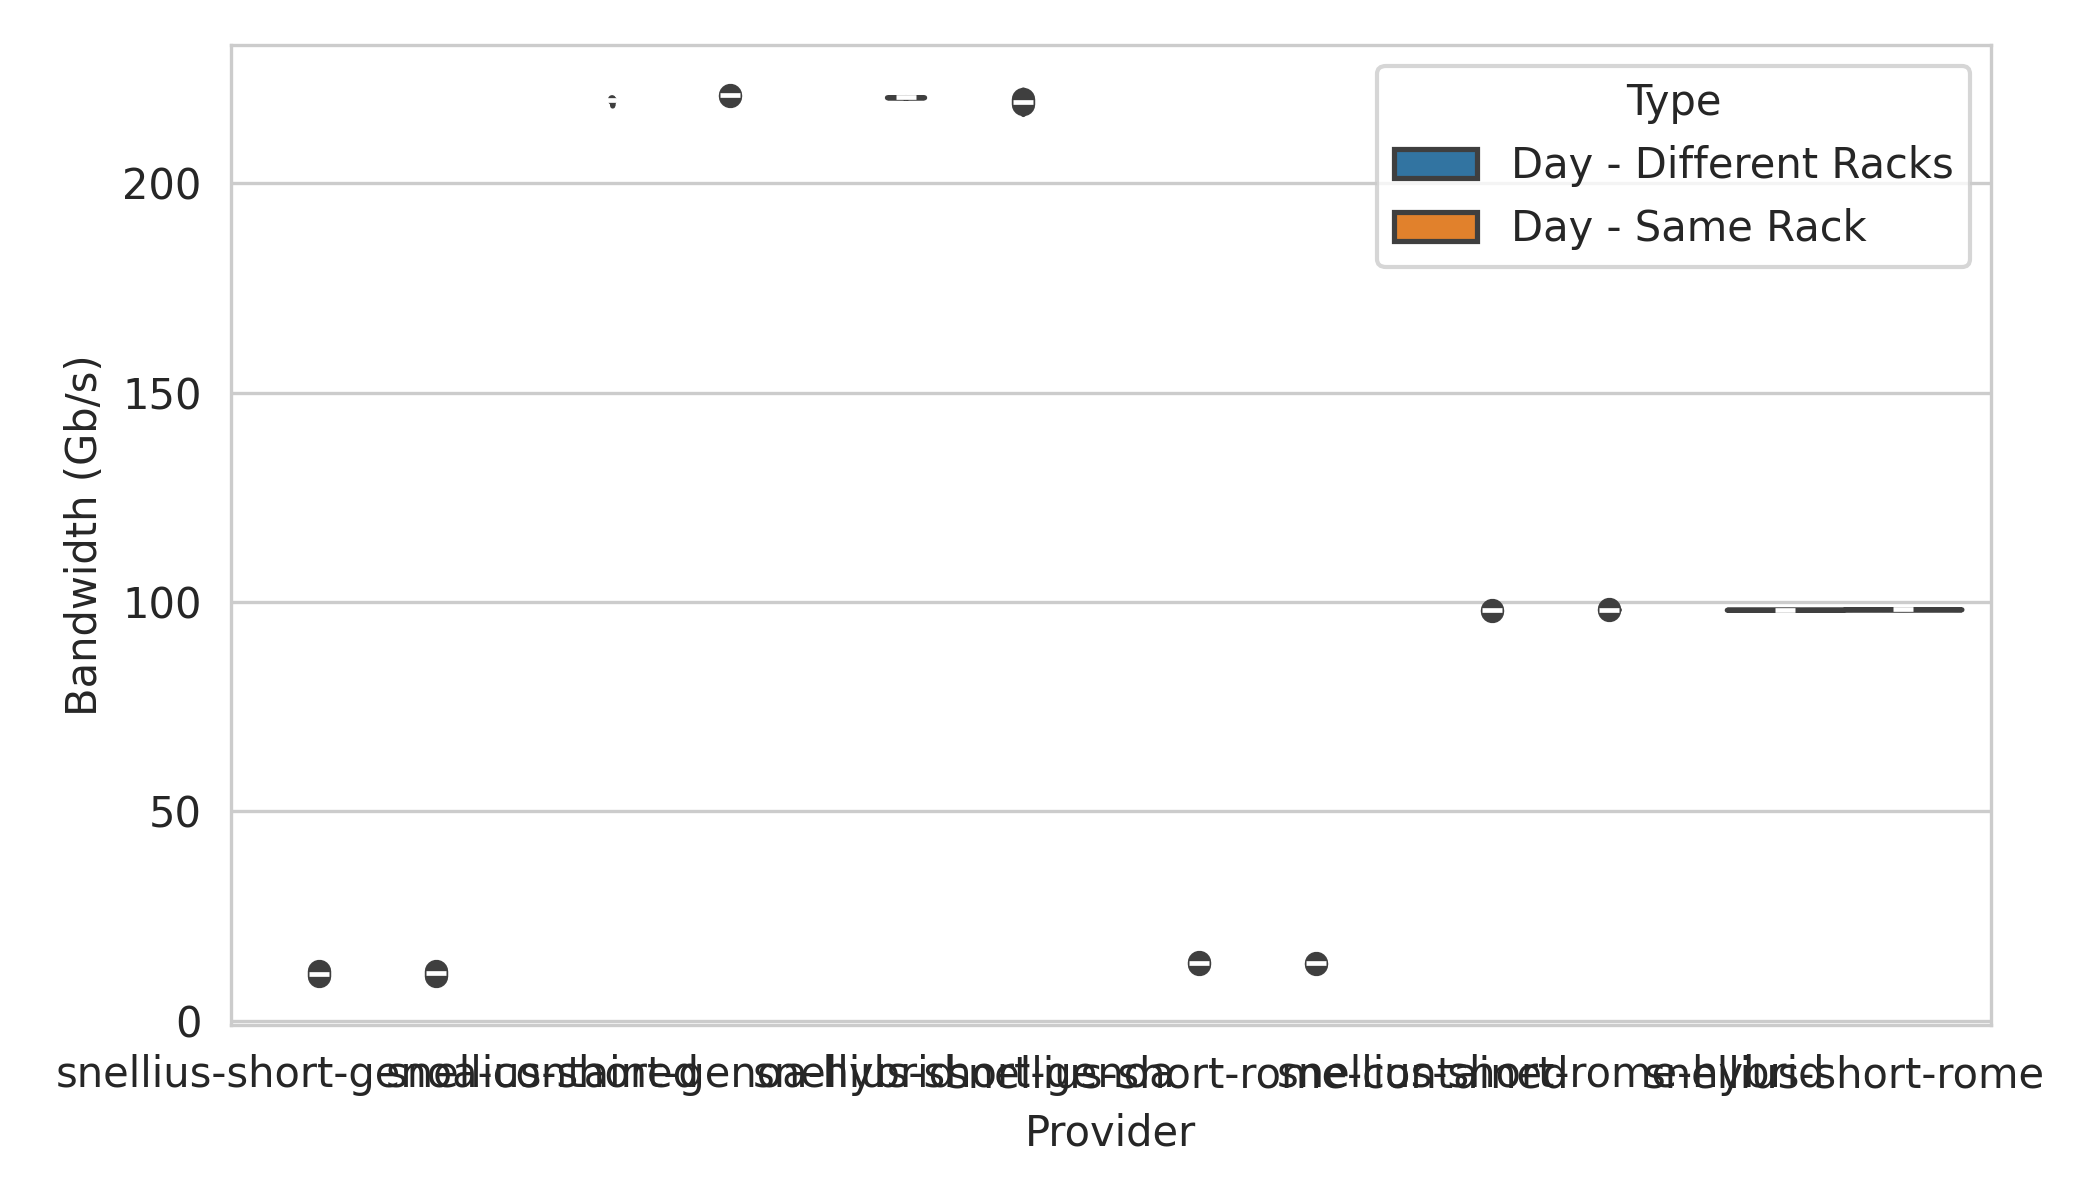 Type
Day - Different Racks
Day - Same Rack
200
150
100
50
0
Bandwidth (Gb/s)
snellius-short-genoa-contained
snellius-short-genoa-hybrid
snellius-short-genoa
snellius-short-rome-contained
snellius-short-rome-hybrid
snellius-short-rome
Provider